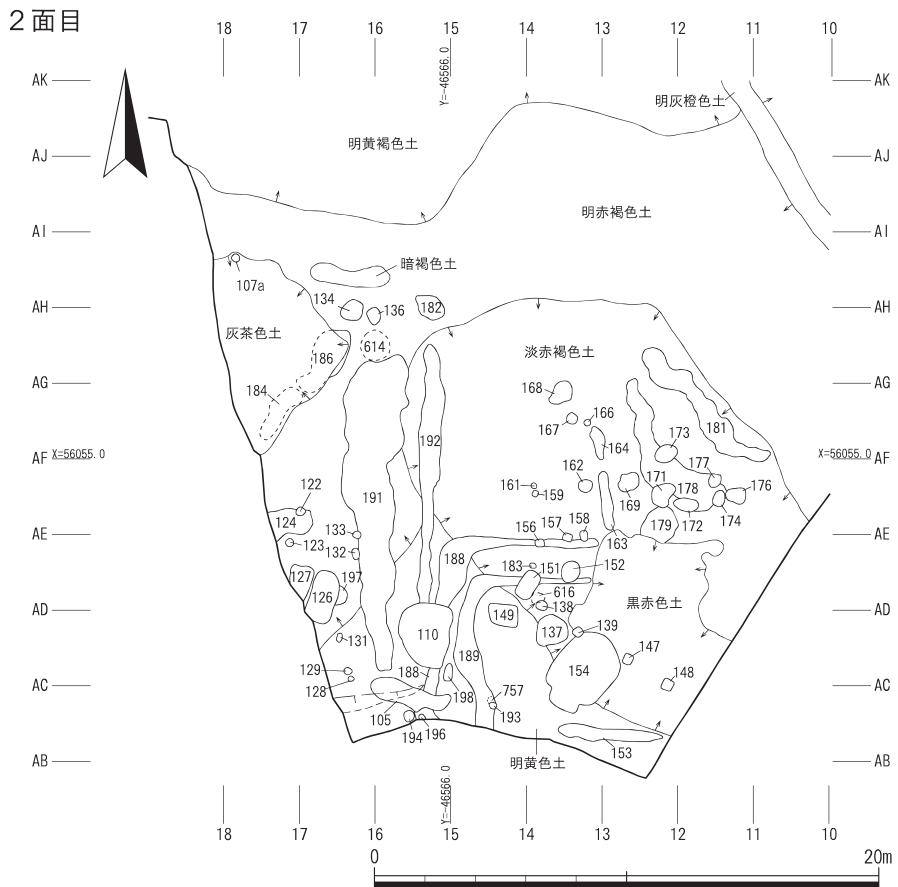 2面目
18 17 16 15 14 13 12 11 10
Y=-46566.0
AK AK
明灰橙色土
明黄褐色土
AJ AJ
明赤褐色土
AI AI
暗褐色土
107a
134 136 182
AH AH
灰茶色土
614
淡赤褐色土
186
AG AG
184
168
167 166
181
192
164
173
X=56055.0 AF AF X=56055.0
177
162
161 159
171 178 176
169
191
122
124
172 174
179
133 156 157 158
163
AE AE
123
132
188
183 151 152
127 197
126
616
138
黒赤色土
AD AD
149
110
137 139
131
189
147
154
129
128
188
198
148
AC AC
757
193
105
194 196
153
AB AB
明黄色土
Y=-46566.0
18 17 16 15 14 13 12 11 10
0 20m